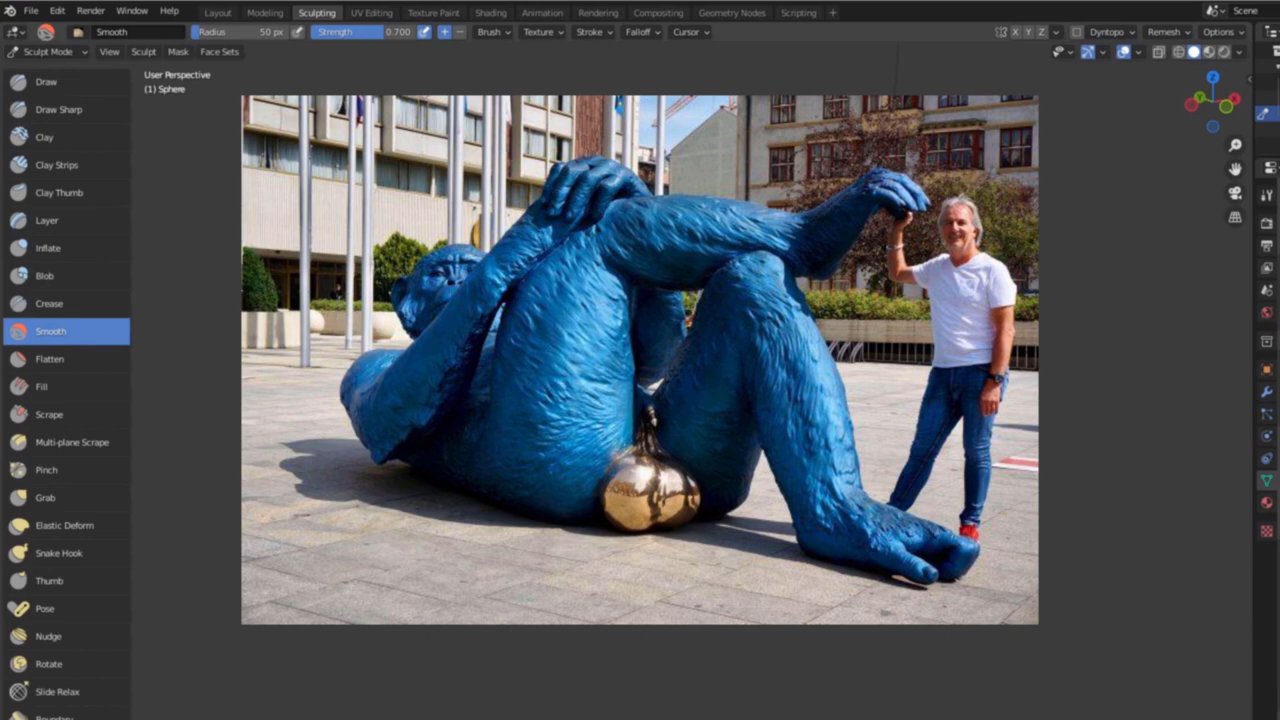 File Edit Render Window Help Layout Modeling Sculpting UV Editing Texture Paint Shading Animation Rendering Compositing Geometry Nodes Scripting + Scene
Smooth Radius 50 px Strength 0.700 + − Brush Texture Stroke Falloff Cursor X Y Z Dyntopo Remesh Options
Sculpt Mode View Sculpt Mask Face Sets
User Perspective
(1) Sphere
Z
Y
X
Draw
Draw Sharp
Clay
Clay Strips
Clay Thumb
Layer
Inflate
Blob
Crease
Smooth
Flatten
Fill
Scrape
Multi-plane Scrape
Pinch
Grab
Elastic Deform
Snake Hook
Thumb
Pose
Nudge
Rotate
Slide Relax
Boundary